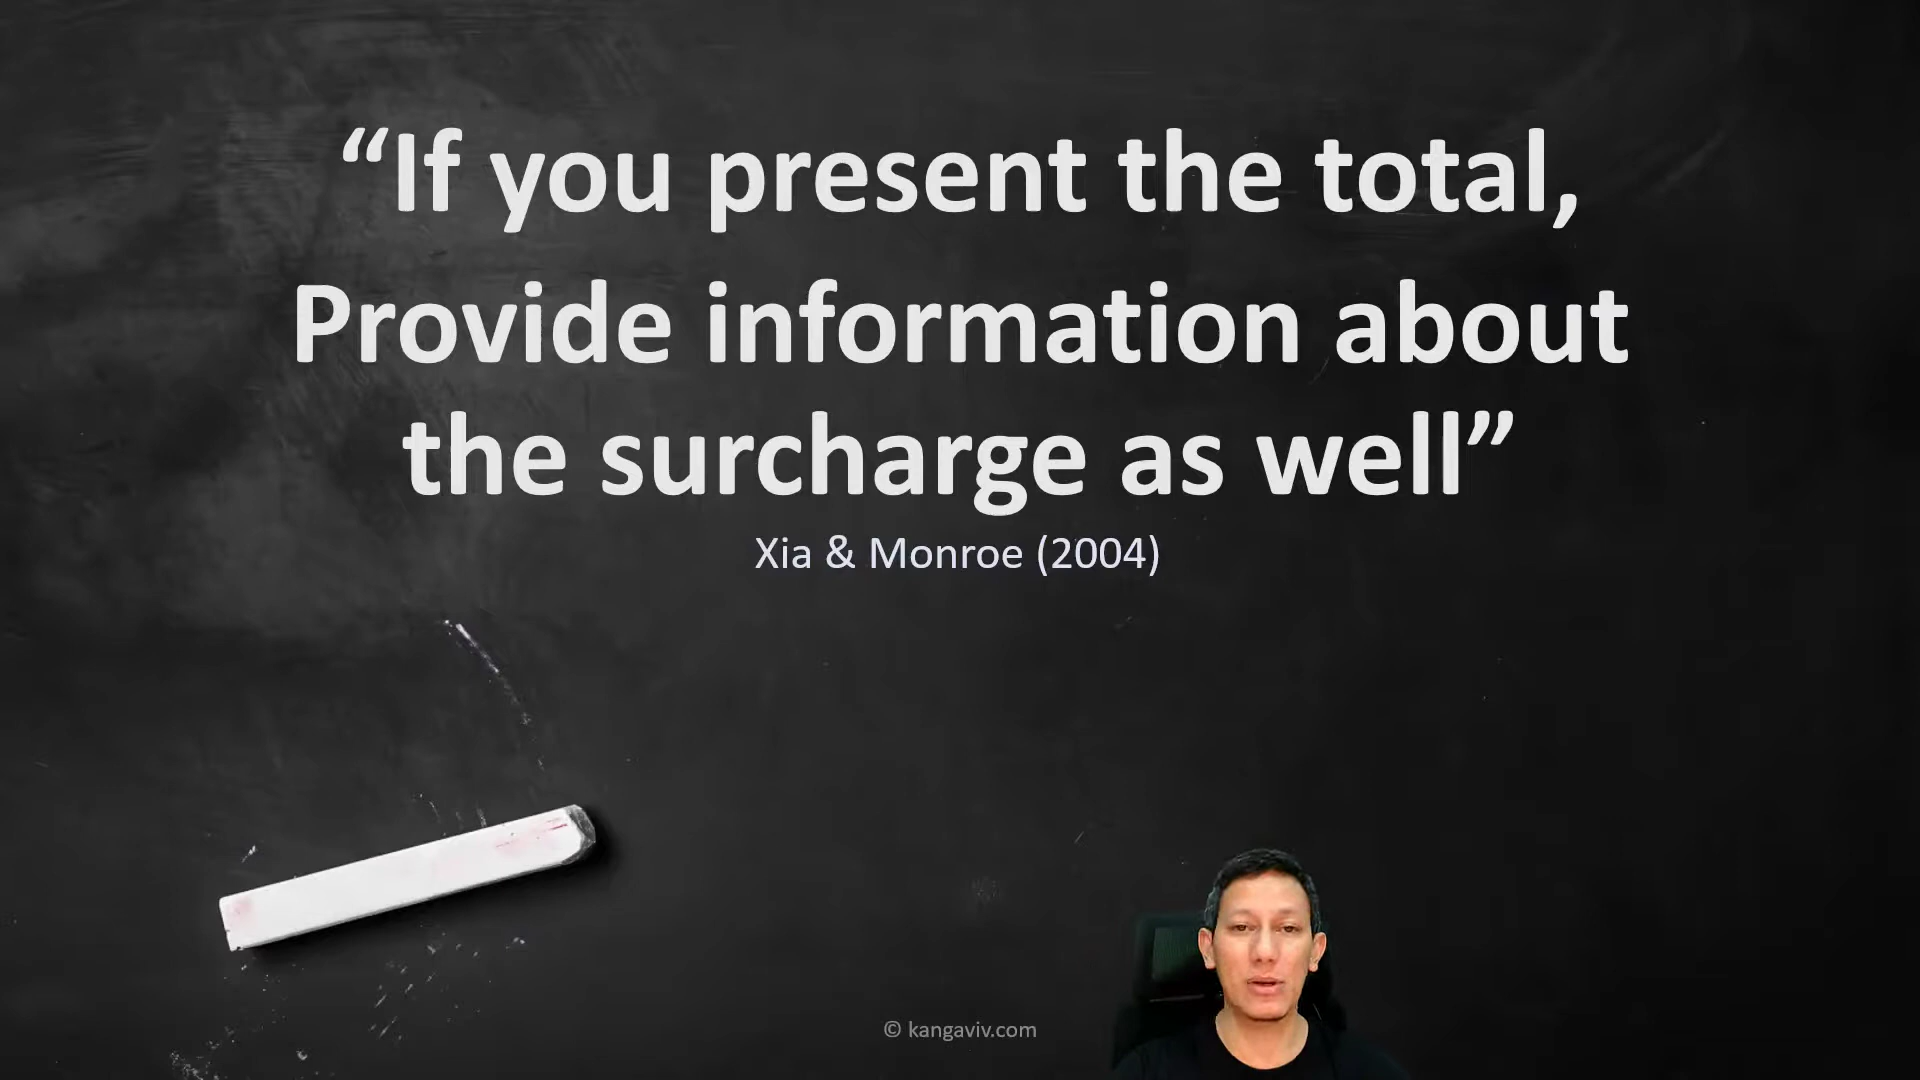 “If you present the total,
Provide information about
the surcharge as well”
Xia & Monroe (2004)
© kangaviv.com